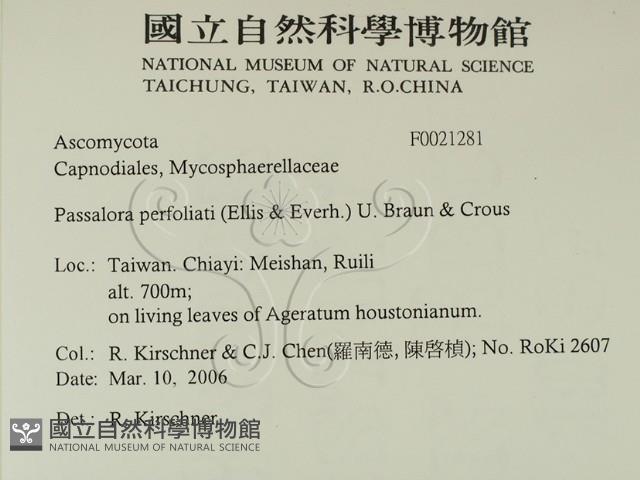 國立自然科學博物館
NATIONAL MUSEUM OF NATURAL SCIENCE
TAICHUNG, TAIWAN, R.O.CHINA
Ascomycota F0021281
Capnodiales, Mycosphaerellaceae
Passalora perfoliati (Ellis & Everh.) U. Braun & Crous
Loc.: Taiwan. Chiayi: Meishan, Ruili
alt. 700m;
on living leaves of Ageratum houstonianum.
Col.: R. Kirschner & C.J. Chen(羅南德, 陳啓楨); No. RoKi 2607
Date: Mar. 10, 2006
Det.: R. Kirschner
國立自然科學博物館
NATIONAL MUSEUM OF NATURAL SCIENCE